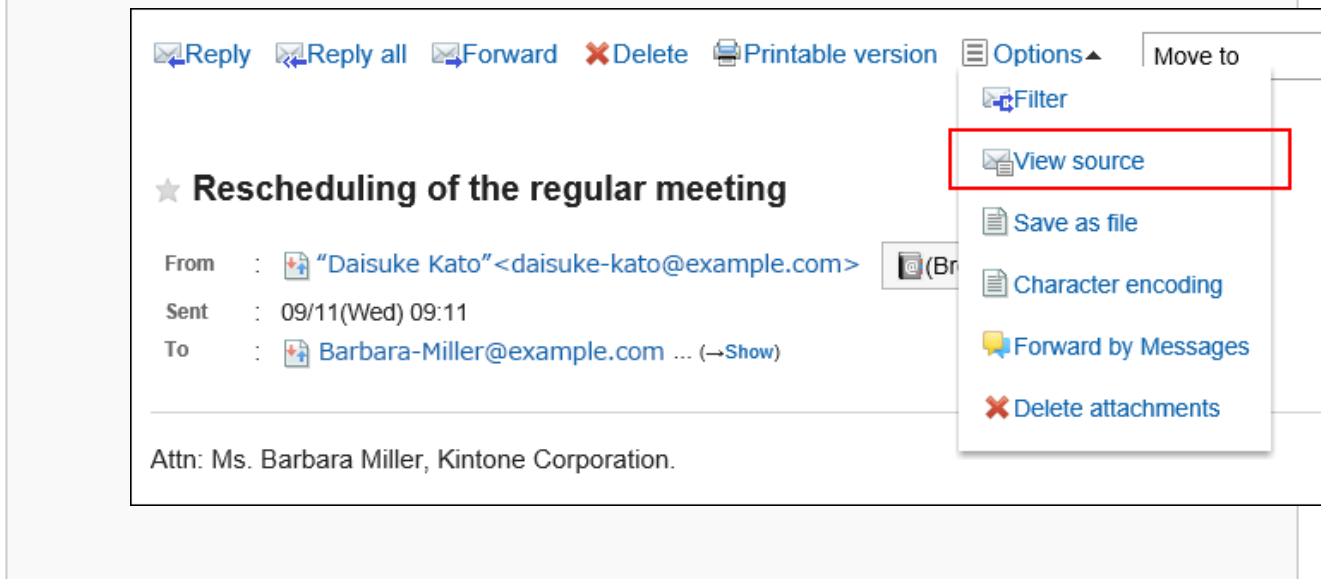 Reply Reply all Forward Delete Printable version Options▲ Move to
Filter
View source
Rescheduling of the regular meeting
Save as file
From : "Daisuke Kato"<daisuke-kato@example.com>
Character encoding
Sent : 09/11(Wed) 09:11
To : Barbara-Miller@example.com ... (→Show)
Forward by Messages
Delete attachments
Attn: Ms. Barbara Miller, Kintone Corporation.